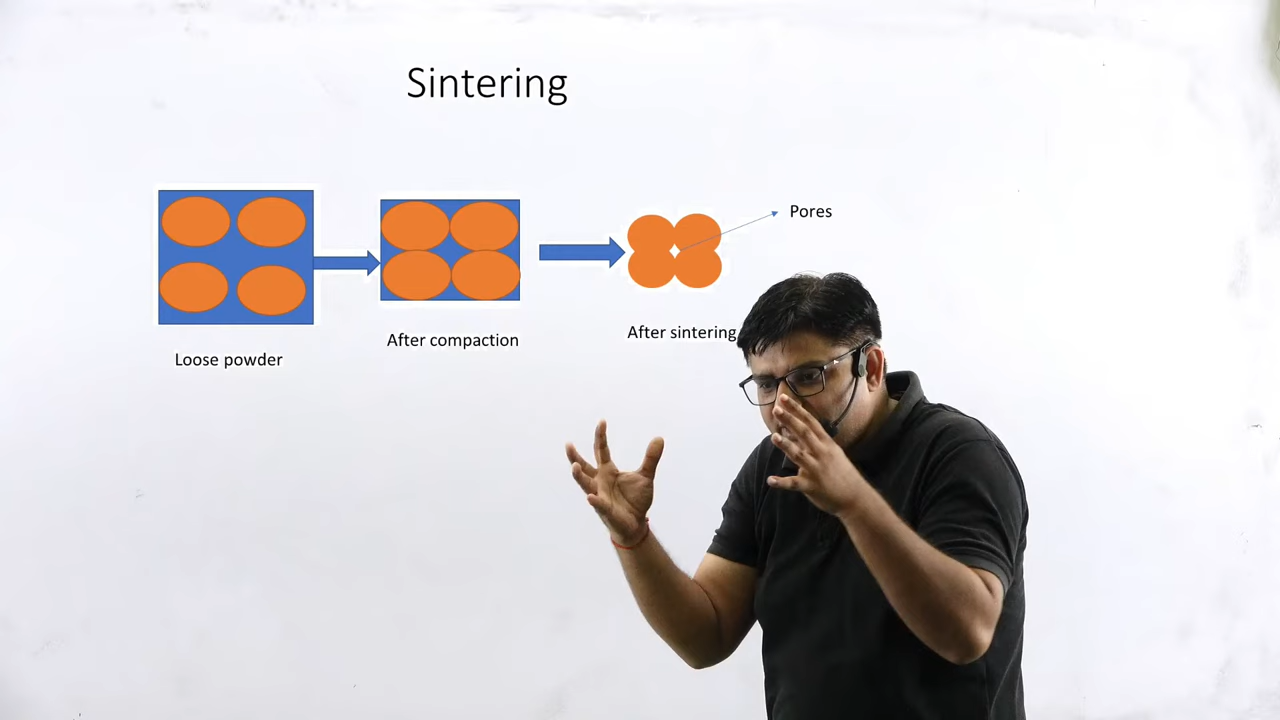 Sintering
Pores
After sintering
After compaction
Loose powder